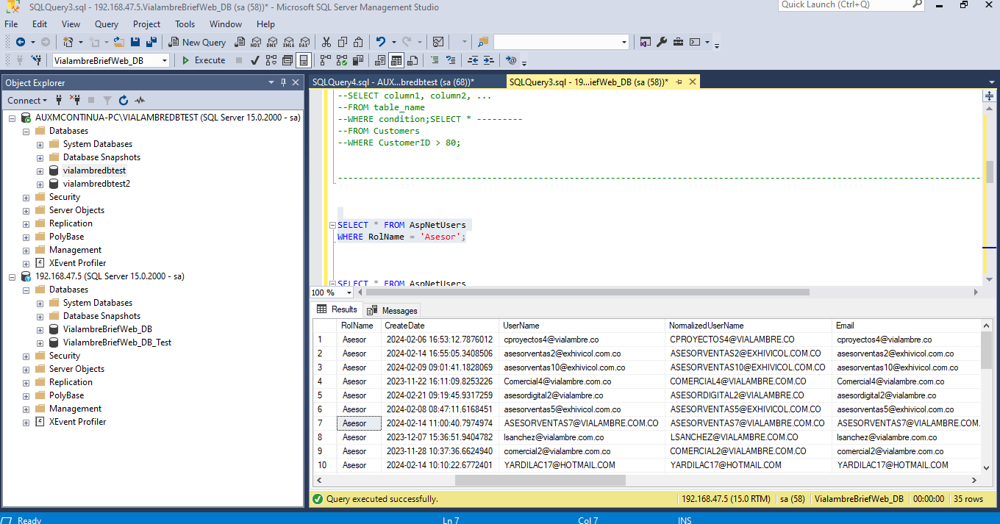 SQLQuery3.sql - 192.168.47.5.VialambreBriefWeb_DB (sa (58))* - Microsoft SQL Server Management Studio
Quick Launch (Ctrl+Q)
File Edit View Query Project Tools Window Help
New Query MDX DMX XMLA DAX
VialambreBriefWeb_DB Execute
Object Explorer
SQLQuery4.sql - AUX...bredbtest (sa (68))* SQLQuery3.sql - 19...iefWeb_DB (sa (58))*
Connect
AUXMCONTINUA-PC\VIALAMBREDBTEST (SQL Server 15.0.2000 - sa)
Databases
System Databases
Database Snapshots
vialambredbtest
vialambredbtest2
Security
Server Objects
Replication
PolyBase
Management
XEvent Profiler
192.168.47.5 (SQL Server 15.0.2000 - sa)
Databases
System Databases
Database Snapshots
VialambreBriefWeb_DB
VialambreBriefWeb_DB_Test
Security
Server Objects
Replication
PolyBase
Management
XEvent Profiler
--SELECT column1, column2, ...
--FROM table_name
--WHERE condition;SELECT * ---------
--FROM Customers
--WHERE CustomerID > 80;
SELECT * FROM AspNetUsers
WHERE RolName = 'Asesor';
SELECT * FROM AspNetUsers
100 %
Results Messages
RolName CreateDate UserName NormalizedUserName Email
1 Asesor 2024-02-06 16:53:12.7876012 cproyectos4@vialambre.co CPROYECTOS4@VIALAMBRE.CO cproyectos4@vialambre.co
2 Asesor 2024-02-14 16:55:05.3408506 asesorventas2@exhivicol.com.co ASESORVENTAS2@EXHIVICOL.COM.CO asesorventas2@exhivicol.com.co
3 Asesor 2024-02-09 09:01:41.1828069 asesorventas10@exhivicol.com.co ASESORVENTAS10@EXHIVICOL.COM.CO asesorventas10@exhivicol.com.co
4 Asesor 2023-11-22 16:11:09.8253226 Comercial4@vialambre.com.co COMERCIAL4@VIALAMBRE.COM.CO Comercial4@vialambre.com.co
5 Asesor 2024-02-21 09:19:45.9317259 asesordigital2@vialambre.co ASESORDIGITAL2@VIALAMBRE.CO asesordigital2@vialambre.co
6 Asesor 2024-02-08 08:47:11.6168451 asesorventas5@exhivicol.com.co ASESORVENTAS5@EXHIVICOL.COM.CO asesorventas5@exhivicol.com.co
7 Asesor 2024-02-14 11:00:40.7974974 ASESORVENTAS7@VIALAMBRE.COM.CO ASESORVENTAS7@VIALAMBRE.COM.CO ASESORVENTAS7@VIALAMBRE.COM.
8 Asesor 2023-12-07 15:36:51.9404782 lsanchez@vialambre.co LSANCHEZ@VIALAMBRE.CO lsanchez@vialambre.co
9 Asesor 2023-11-28 10:37:36.6624940 comercial2@vialambre.com.co COMERCIAL2@VIALAMBRE.COM.CO comercial2@vialambre.com.co
10 Asesor 2024-02-14 10:10:22.6772401 YARDILAC17@HOTMAIL.COM YARDILAC17@HOTMAIL.COM YARDILAC17@HOTMAIL.COM
Query executed successfully. 192.168.47.5 (15.0 RTM) sa (58) VialambreBriefWeb_DB 00:00:00 35 rows
Ready Ln 7 Col 7 INS